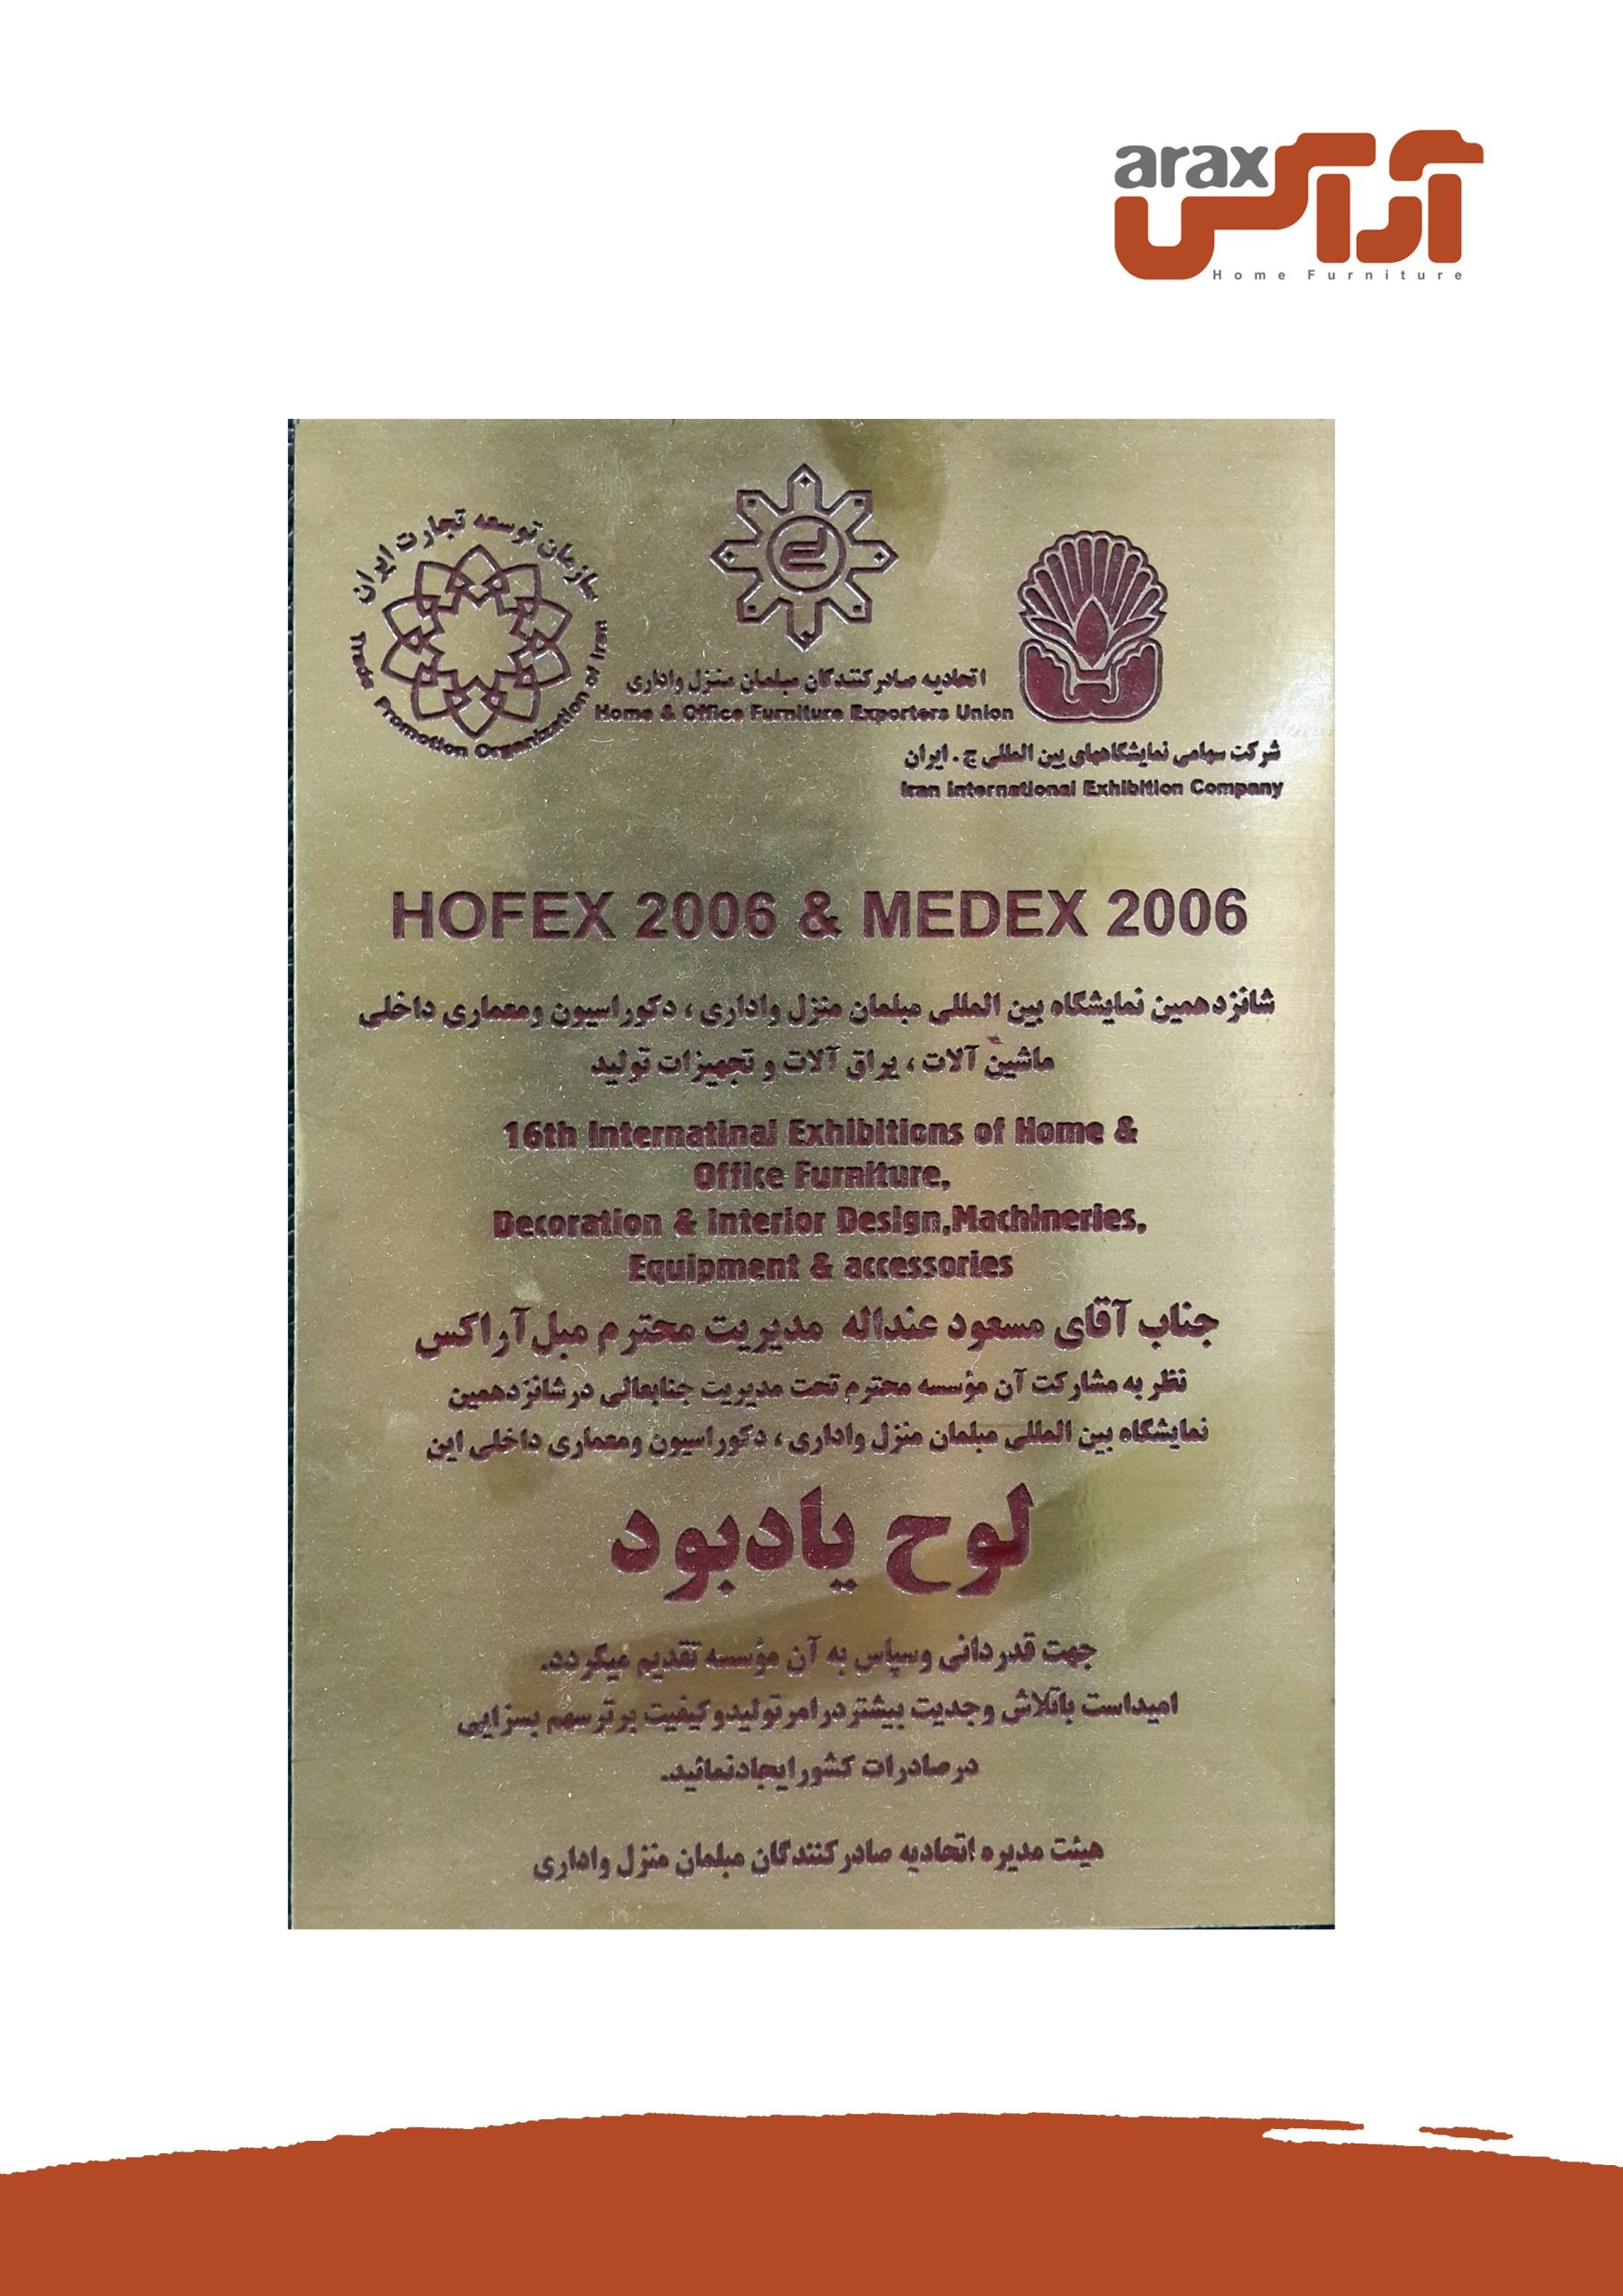 arax
آراکس
Home Furniture
سازمان توسعه تجارت ایران
Trade Promotion Organization of Iran
اتحادیه صادرکنندگان مبلمان منزل واداری
Home & Office Furniture Exporters Union
شرکت سهامی نمایشگاههای بین المللی ج . ایران
Iran International Exhibition Company
HOFEX 2006 & MEDEX 2006
شانزدهمین نمایشگاه بین المللی مبلمان منزل واداری ، دکوراسیون ومعماری داخلی
ماشین آلات ، یراق آلات و تجهیزات تولید
16th Internatinal Exhibitions of Home &
Office Furniture,
Decoration & Interior Design,Machineries,
Equipment & accessories
جناب آقای مسعود عنداله مدیریت محترم مبل آراکس
نظر به مشارکت آن مؤسسه محترم تحت مدیریت جنابعالی درشانزدهمین
نمایشگاه بین المللی مبلمان منزل واداری ، دکوراسیون ومعماری داخلی این
لوح یادبود
جهت قدردانی وسپاس به آن مؤسسه تقدیم میگردد.
امیداست باتلاش وجدیت بیشتردرامرتولیدوکیفیت برترسهم بسزایی
درصادرات کشورایجادنمائید.
هیئت مدیره اتحادیه صادرکنندگان مبلمان منزل واداری